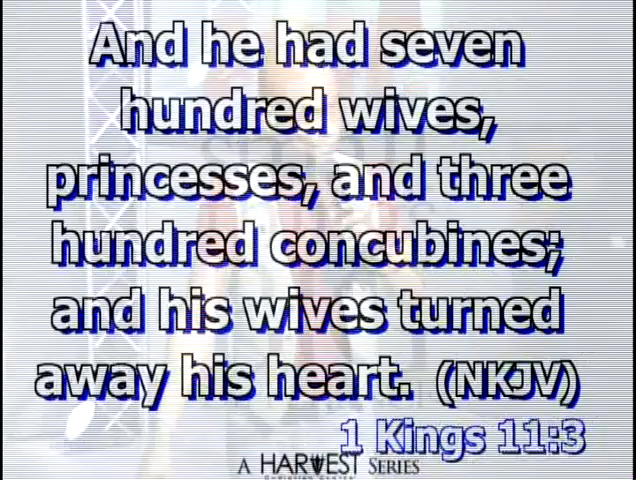 And he had seven
hundred wives,
princesses, and three
hundred concubines;
and his wives turned
away his heart. (NKJV)
1 Kings 11:3
A HARVEST SERIES